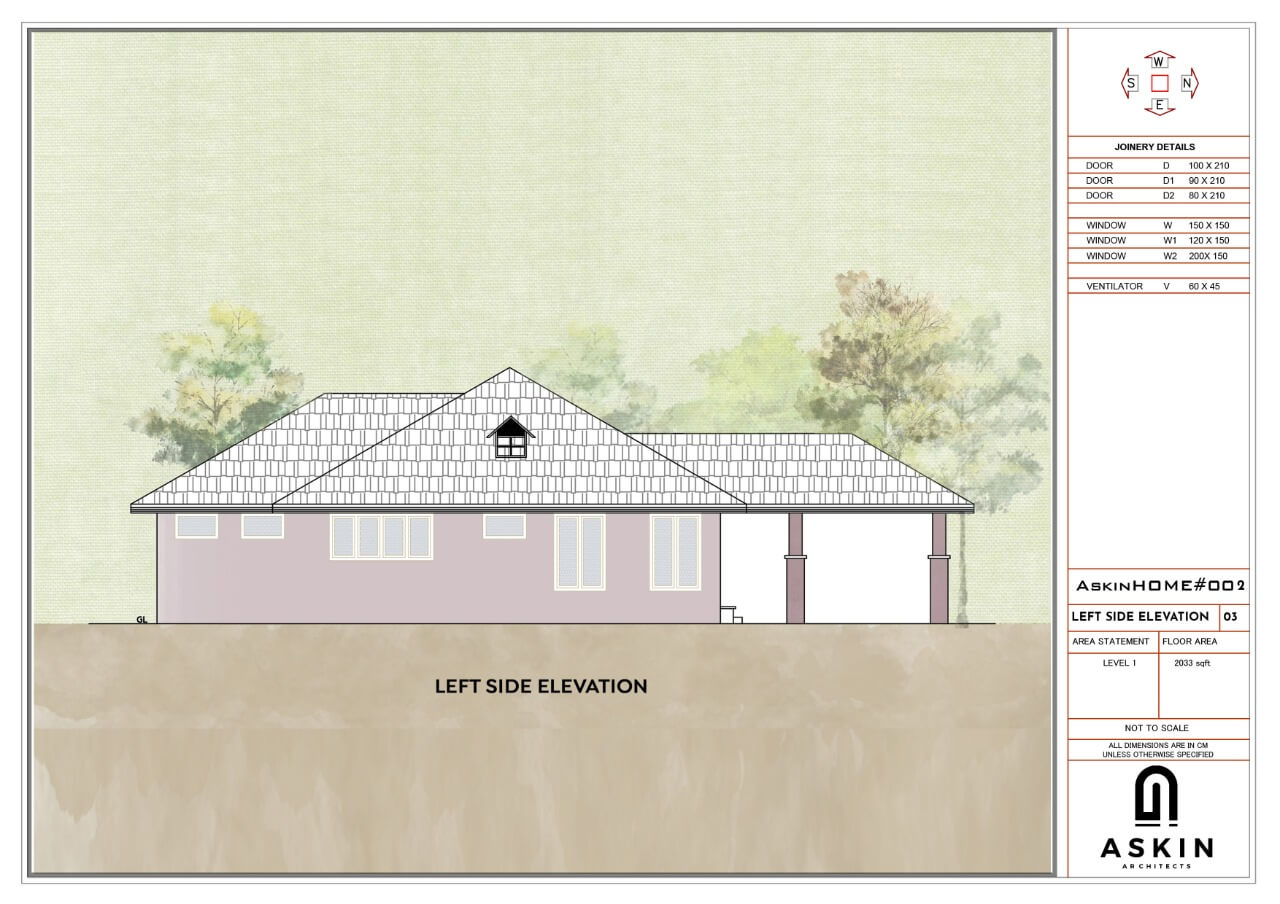 W
S N
E
JOINERY DETAILS
DOOR D 100 X 210
DOOR D1 90 X 210
DOOR D2 80 X 210
WINDOW W 150 X 150
WINDOW W1 120 X 150
WINDOW W2 200X 150
VENTILATOR V 60 X 45
GL
LEFT SIDE ELEVATION
ASKINHOME#002
LEFT SIDE ELEVATION 03
AREA STATEMENT FLOOR AREA
LEVEL 1 2033 sqft
NOT TO SCALE
ALL DIMENSIONS ARE IN CM
UNLESS OTHERWISE SPECIFIED
ASKIN
ARCHITECTS